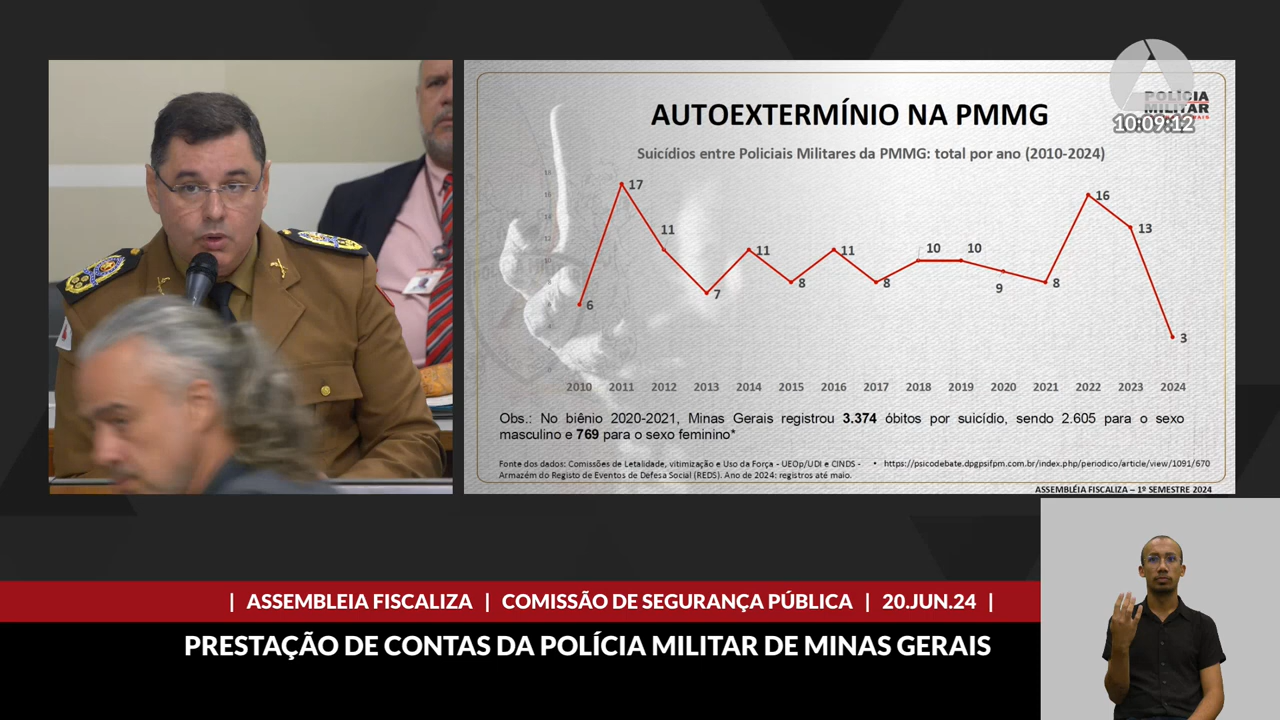 AUTOEXTERMÍNIO NA PMMG
POLÍCIA
MILITAR
10:09:12
Suicídios entre Policiais Militares da PMMG: total por ano (2010-2024)
17
11
7
11
8
11
8
10
10
9
8
16
13
3
6
2010 2011 2012 2013 2014 2015 2016 2017 2018 2019 2020 2021 2022 2023 2024
Obs.: No biênio 2020-2021, Minas Gerais registrou 3.374 óbitos por suicídio, sendo 2.605 para o sexo
masculino e 769 para o sexo feminino*
Fonte dos dados: Comissões de Letalidade, vitimização e Uso da Força - UEOp/UDI e CINDS -
Armazém do Registo de Eventos de Defesa Social (REDS). Ano de 2024: registros até maio.
• https://psicodebate.dpgpsifpm.com.br/index.php/periodico/article/view/1091/670
ASSEMBLÉIA FISCALIZA – 1º SEMESTRE 2024
| ASSEMBLEIA FISCALIZA | COMISSÃO DE SEGURANÇA PÚBLICA | 20.JUN.24 |
PRESTAÇÃO DE CONTAS DA POLÍCIA MILITAR DE MINAS GERAIS